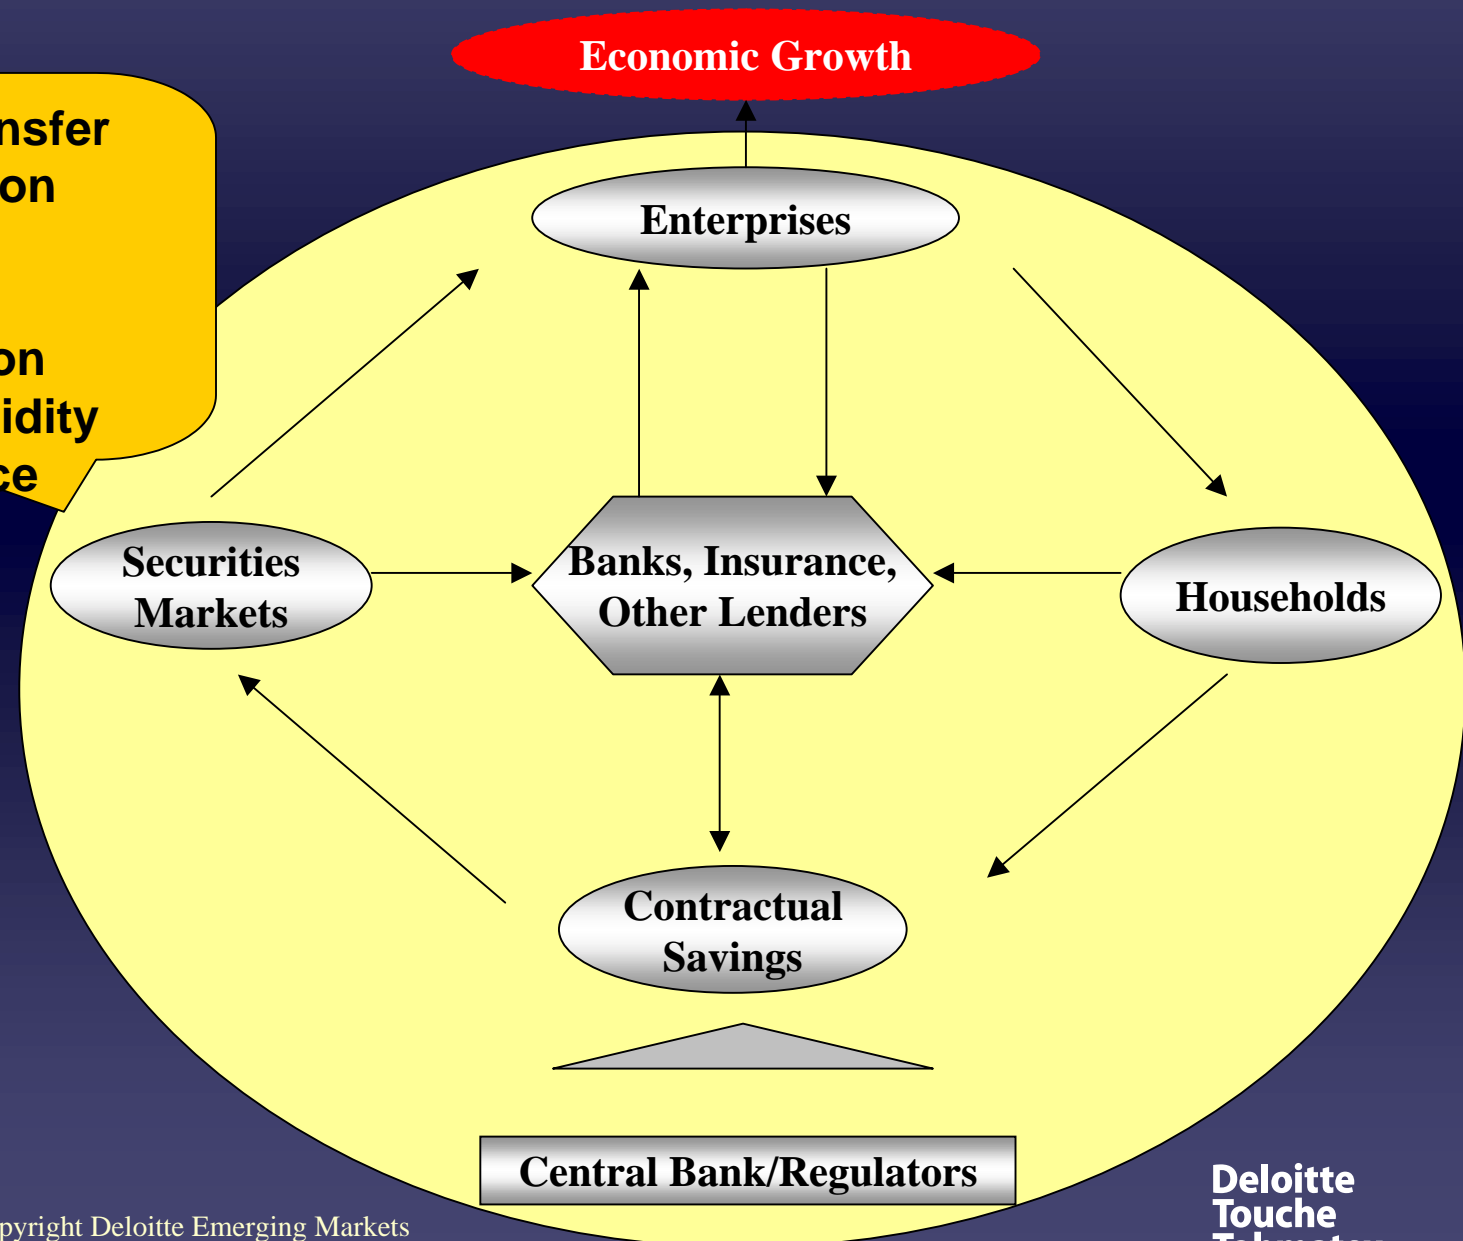 Economic Growth
nsfer
on
on
idity
ce
Enterprises
Securities
Markets
Banks, Insurance,
Other Lenders
Households
Contractual
Savings
Central Bank/Regulators
pyright Deloitte Emerging Markets
Deloitte
Touche